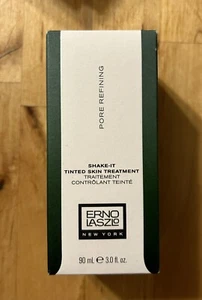 PORE REFINING
SHAKE-IT
TINTED SKIN TREATMENT
TRAITEMENT
CONTRÔLANT TEINTÉ
ERNO
LASZLO
NEW YORK
90 mL ℮ 3.0 fl. oz.